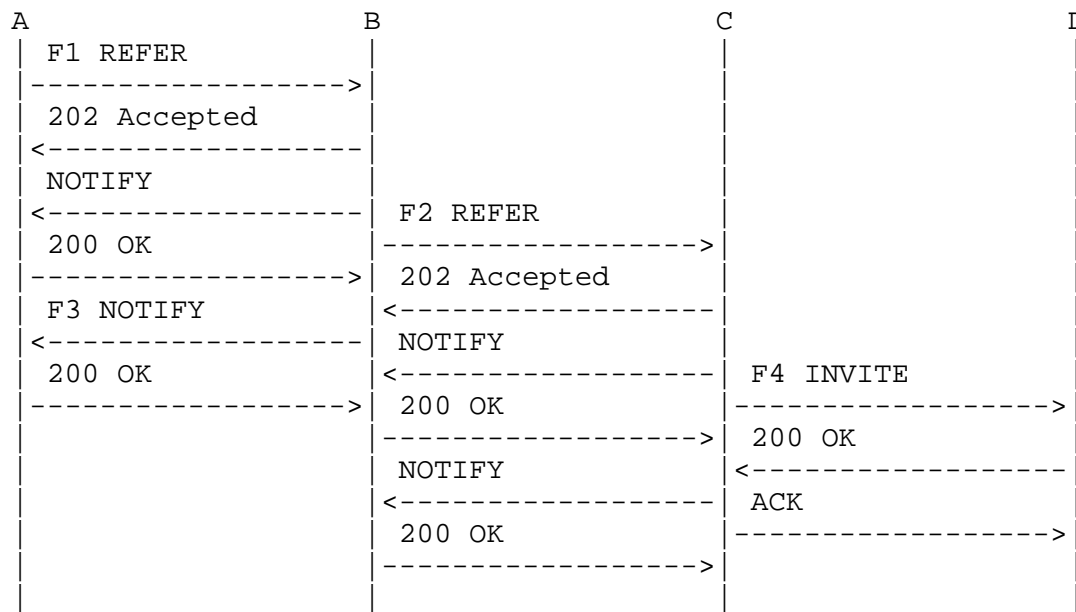 A B C D
F1 REFER
202 Accepted
NOTIFY
F2 REFER
200 OK
202 Accepted
F3 NOTIFY
NOTIFY
200 OK
F4 INVITE
200 OK
200 OK
NOTIFY
ACK
200 OK